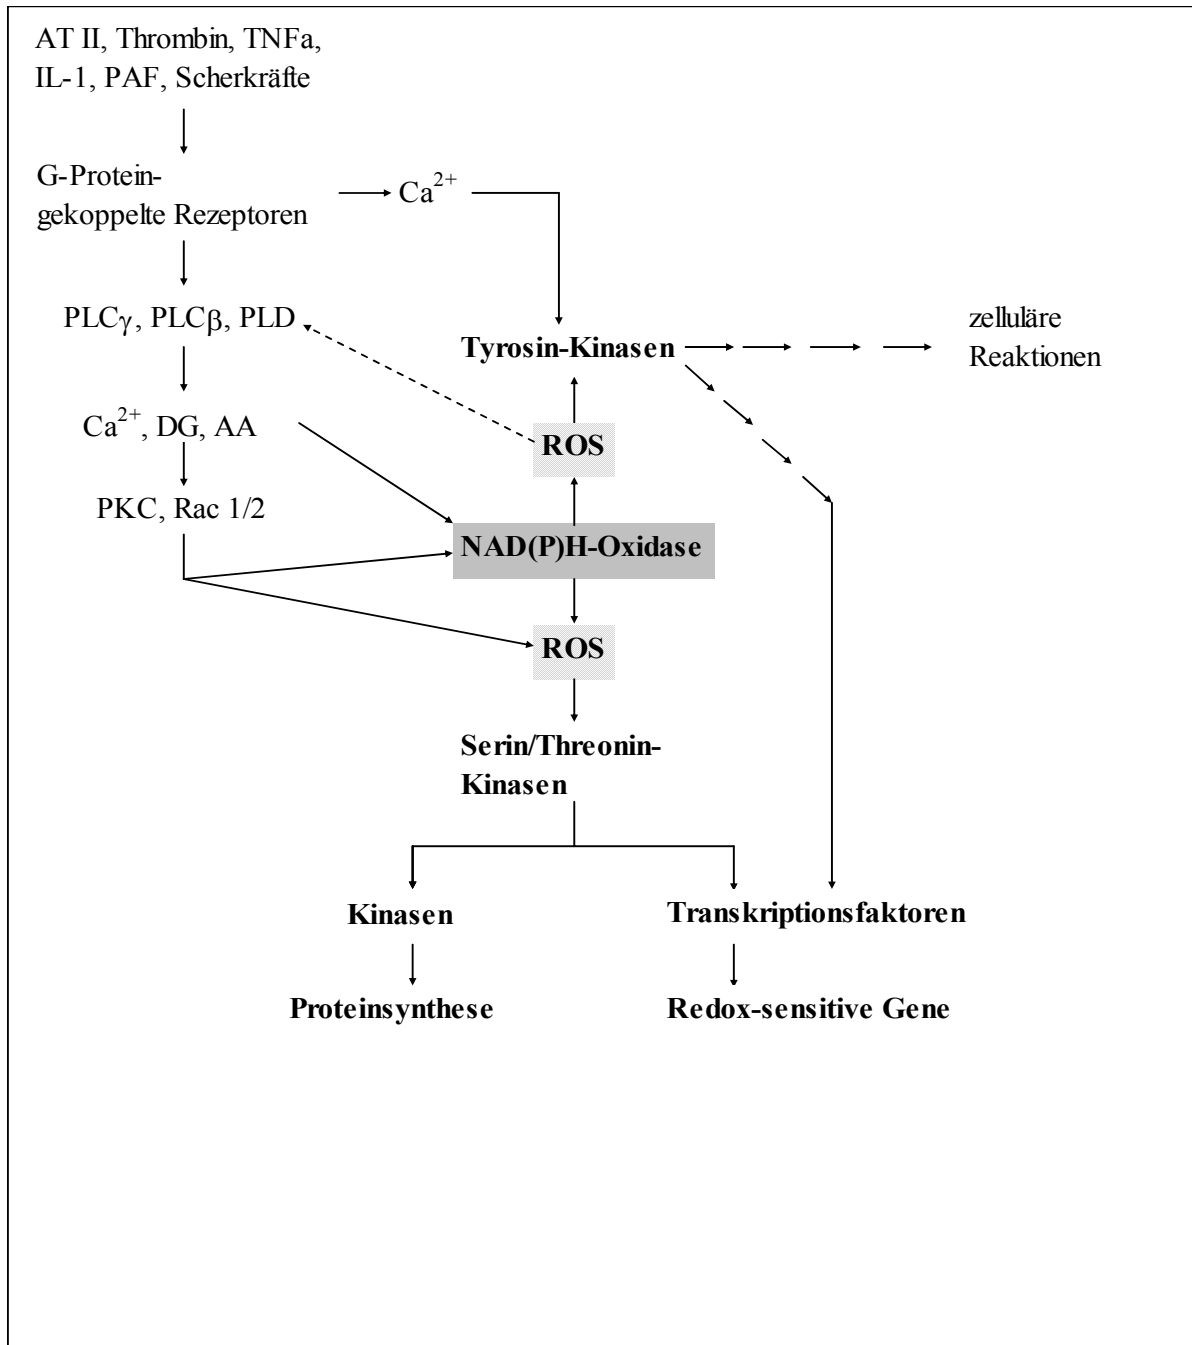 AT II, Thrombin, TNFa,
IL-1, PAF, Scherkräfte
G-Protein-
gekoppelte Rezeptoren
Ca²⁺
PLCγ, PLCβ, PLD
Tyrosin-Kinasen
zelluläre
Reaktionen
Ca²⁺, DG, AA
ROS
PKC, Rac 1/2
NAD(P)H-Oxidase
ROS
Serin/Threonin-
Kinasen
Kinasen
Transkriptionsfaktoren
Proteinsynthese
Redox-sensitive Gene